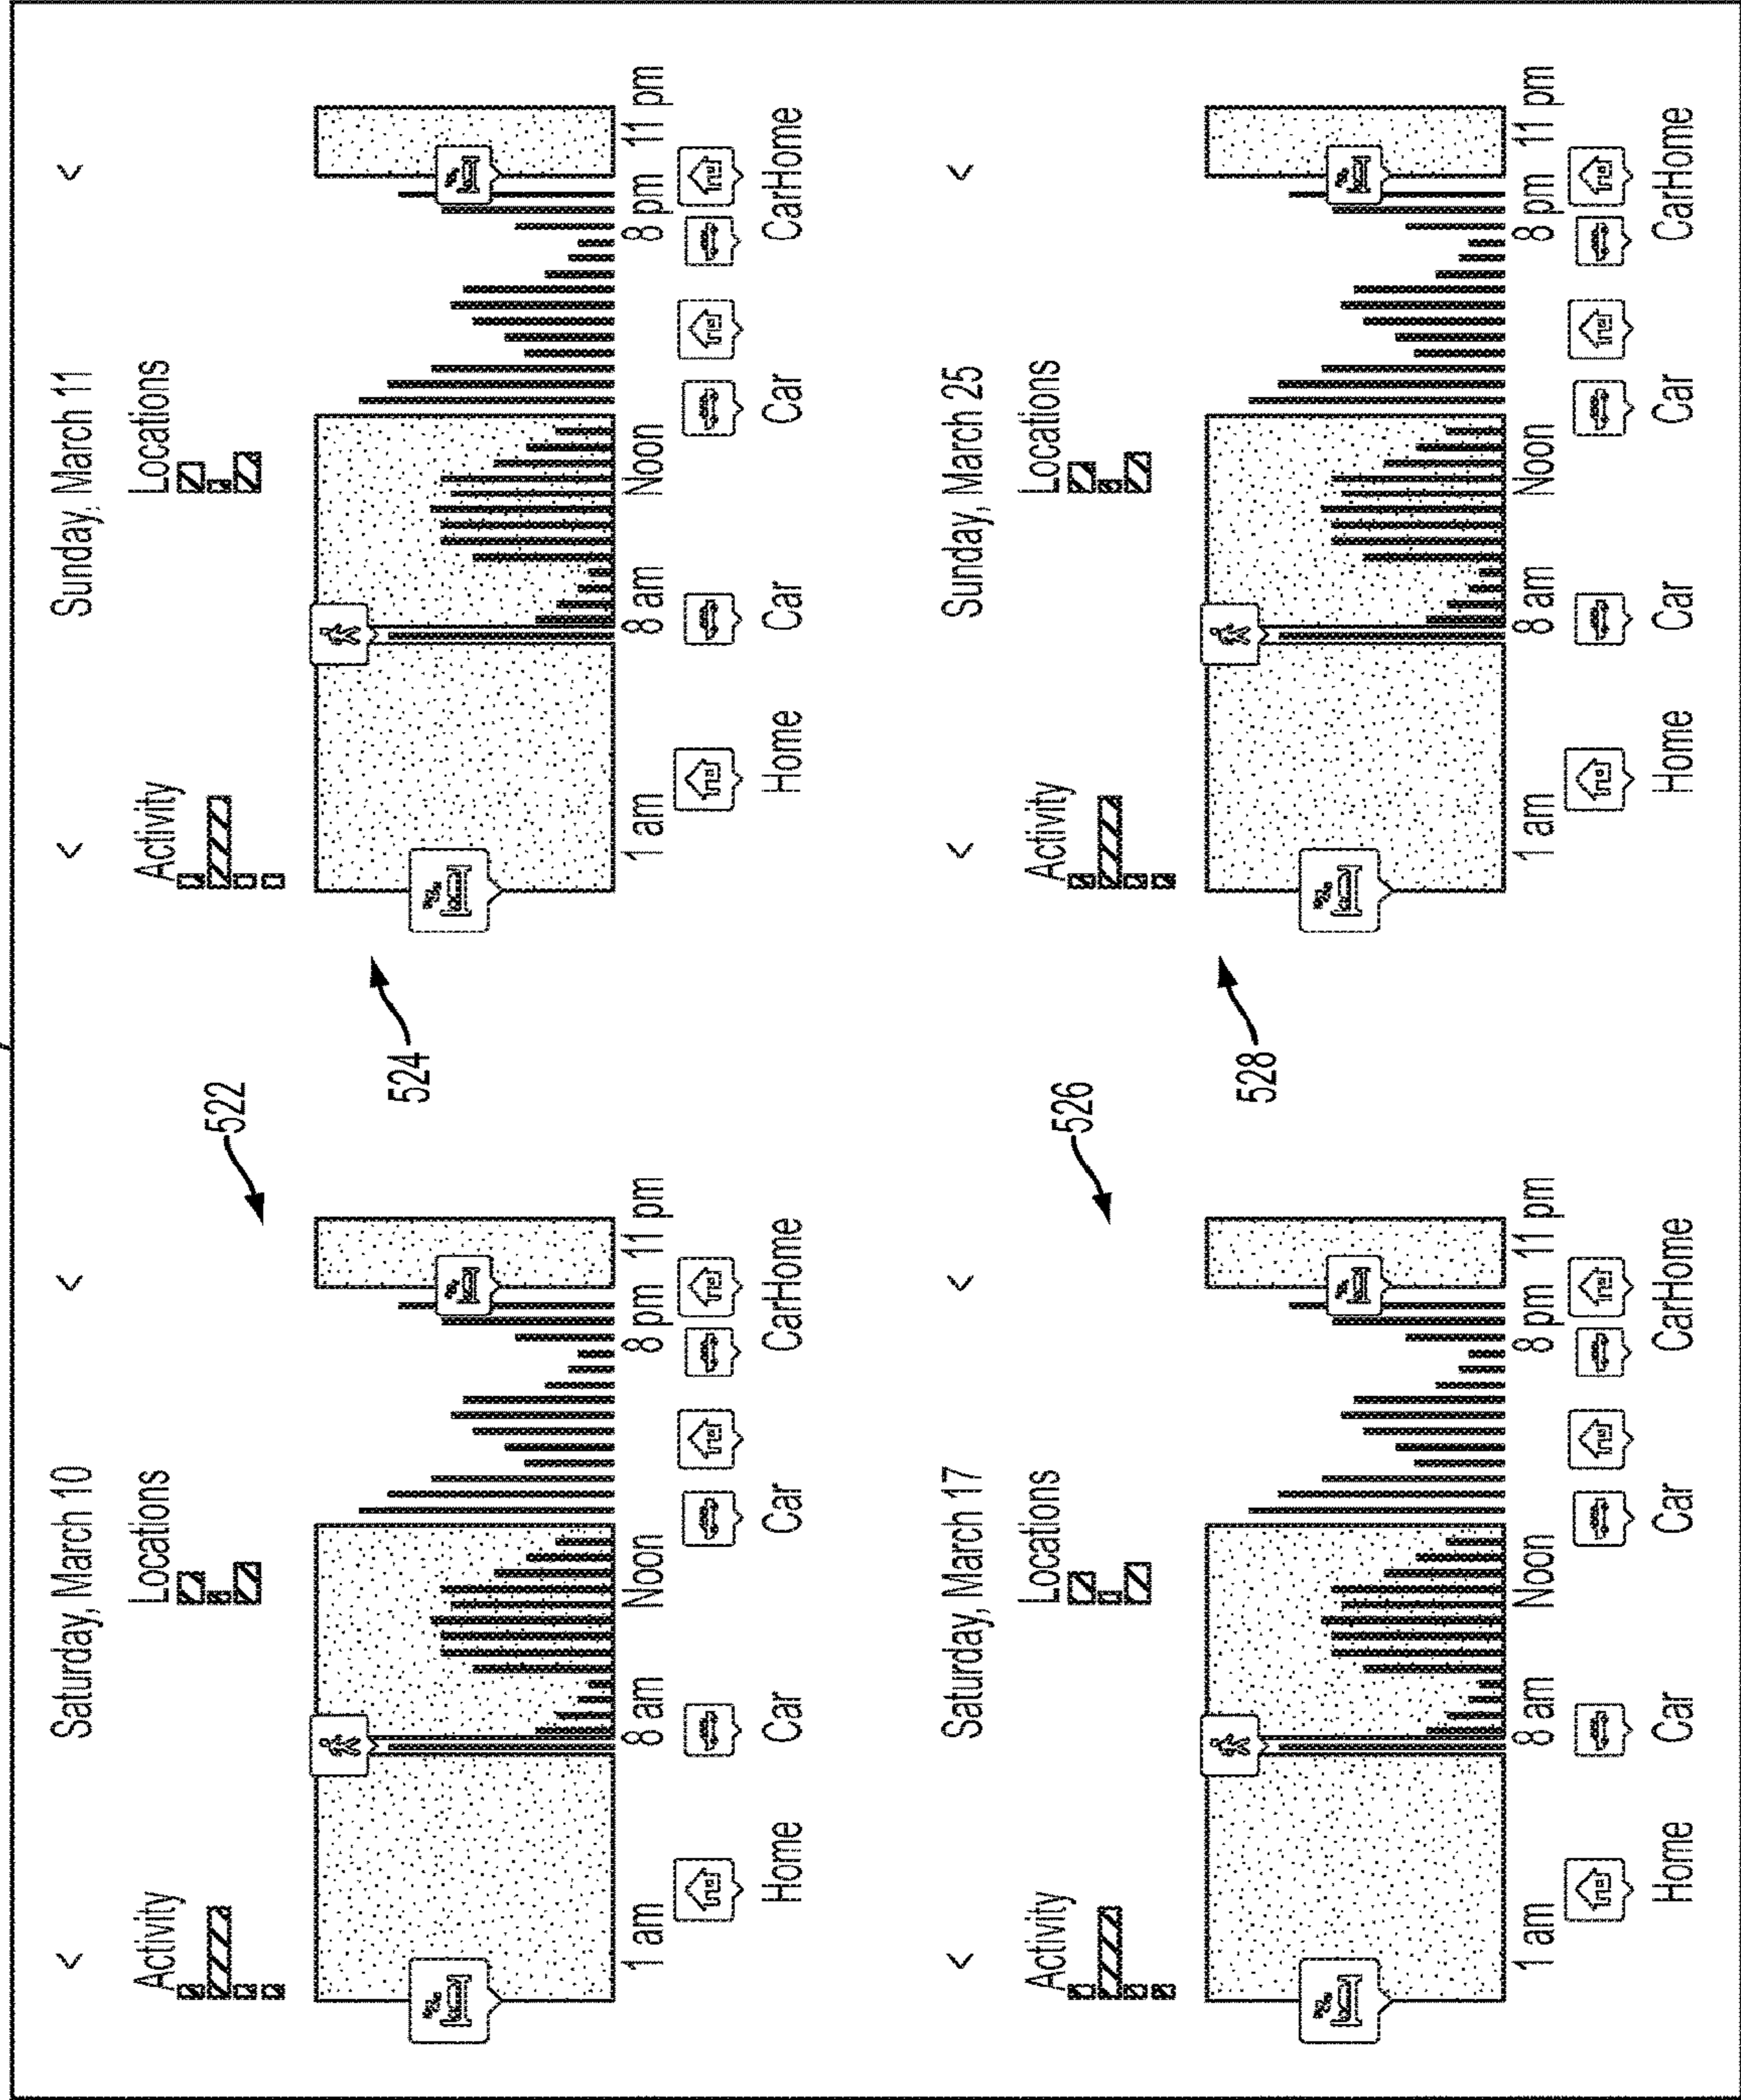 Saturday, March 10
<
<
Activity
Locations
522
1 am
8 am
Noon
8 pm
11 pm
Home
Car
Car
CarHome
Sunday, March 11
<
<
Activity
Locations
524
1 am
8 am
Noon
8 pm
11 pm
Home
Car
Car
CarHome
Saturday, March 17
<
<
Activity
Locations
526
1 am
8 am
Noon
8 pm
11 pm
Home
Car
Car
CarHome
Sunday, March 25
<
<
Activity
Locations
528
1 am
8 am
Noon
8 pm
11 pm
Home
Car
Car
CarHome